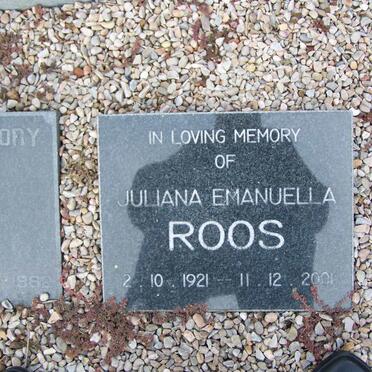 IN LOVING MEMORY
OF
JULIANA EMANUELLA
ROOS
2 . 10 . 1921 — 11 . 12 . 2001